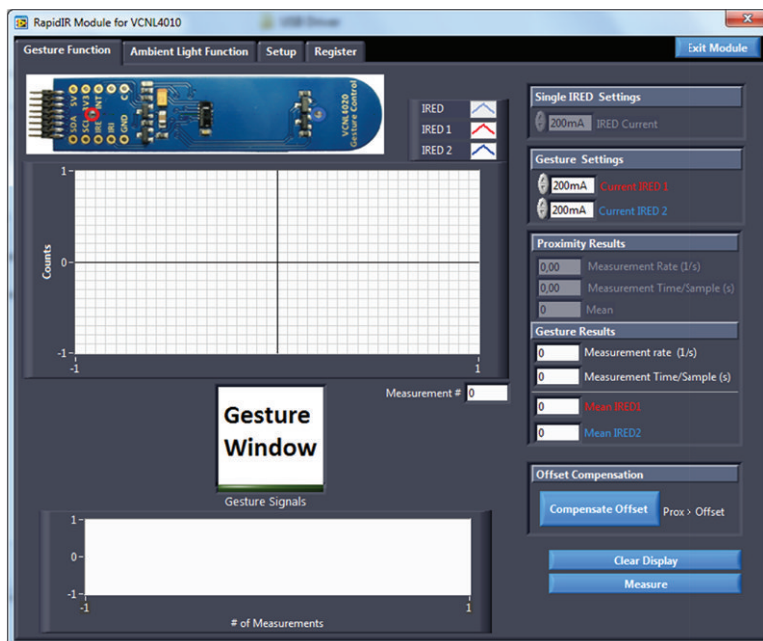 RapidIR Module for VCNL4010
USB Driver
Gesture Function
Ambient Light Function
Setup
Register
Exit Module
SDA
5V
SCL
3V3
IRE
INT
IRI
GND
C
VCNL4020
Gesture Control
IRED
IRED 1
IRED 2
Counts
1
0
-1
-1
1
Measurement # 0
Gesture
Window
Gesture Signals
1
0
-1
-1
1
# of Measurements
Single IRED Settings
200mA IRED Current
Gesture Settings
200mA Current IRED 1
200mA Current IRED 2
Proximity Results
0,00 Measurement Rate (1/s)
0,00 Measurement Time/Sample (s)
0 Mean
Gesture Results
0 Measurement rate (1/s)
0 Measurement Time/Sample (s)
0 Mean IRED1
0 Mean IRED2
Offset Compensation
Compensate Offset Prox > Offset
Clear Display
Measure